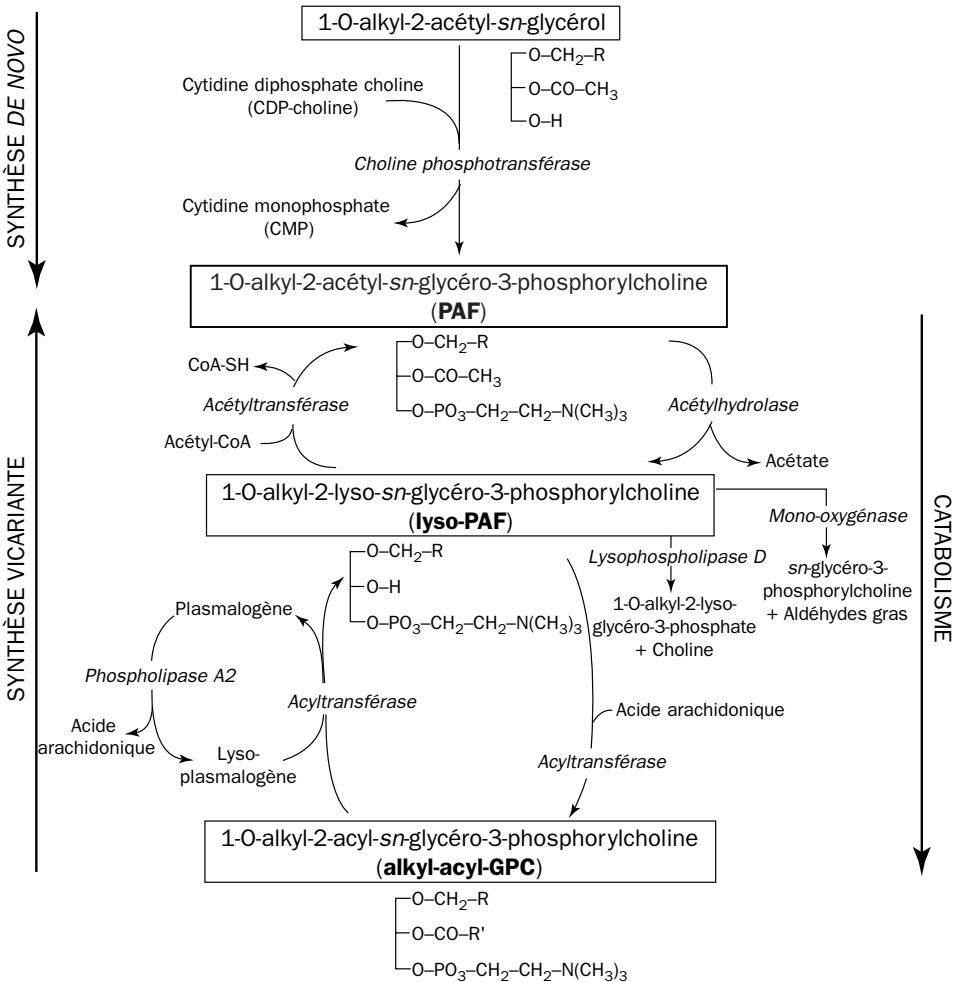 SYNTHÈSE DE NOVO
1-O-alkyl-2-acétyl-sn-glycérol
O–CH₂–R
O–CO–CH₃
O–H
Cytidine diphosphate choline
(CDP-choline)
Choline phosphotransférase
Cytidine monophosphate
(CMP)
1-O-alkyl-2-acétyl-sn-glycéro-3-phosphorylcholine
(PAF)
O–CH₂–R
O–CO–CH₃
O–PO₃–CH₂–CH₂–N(CH₃)₃
SYNTHÈSE VICARIANTE
CoA-SH
Acétyltransférase
Acétyl-CoA
Acétylhydrolase
Acétate
CATABOLISME
1-O-alkyl-2-lyso-sn-glycéro-3-phosphorylcholine
(lyso-PAF)
O–CH₂–R
O–H
O–PO₃–CH₂–CH₂–N(CH₃)₃
Mono-oxygénase
sn-glycéro-3-
phosphorylcholine
+ Aldéhydes gras
Lysophospholipase D
1-O-alkyl-2-lyso-
glycéro-3-phosphate
+ Choline
Plasmalogène
Phospholipase A2
Acide
arachidonique
Lyso-
plasmalogène
Acyltransférase
Acide arachidonique
Acyltransférase
1-O-alkyl-2-acyl-sn-glycéro-3-phosphorylcholine
(alkyl-acyl-GPC)
O–CH₂–R
O–CO–R'
O–PO₃–CH₂–CH₂–N(CH₃)₃